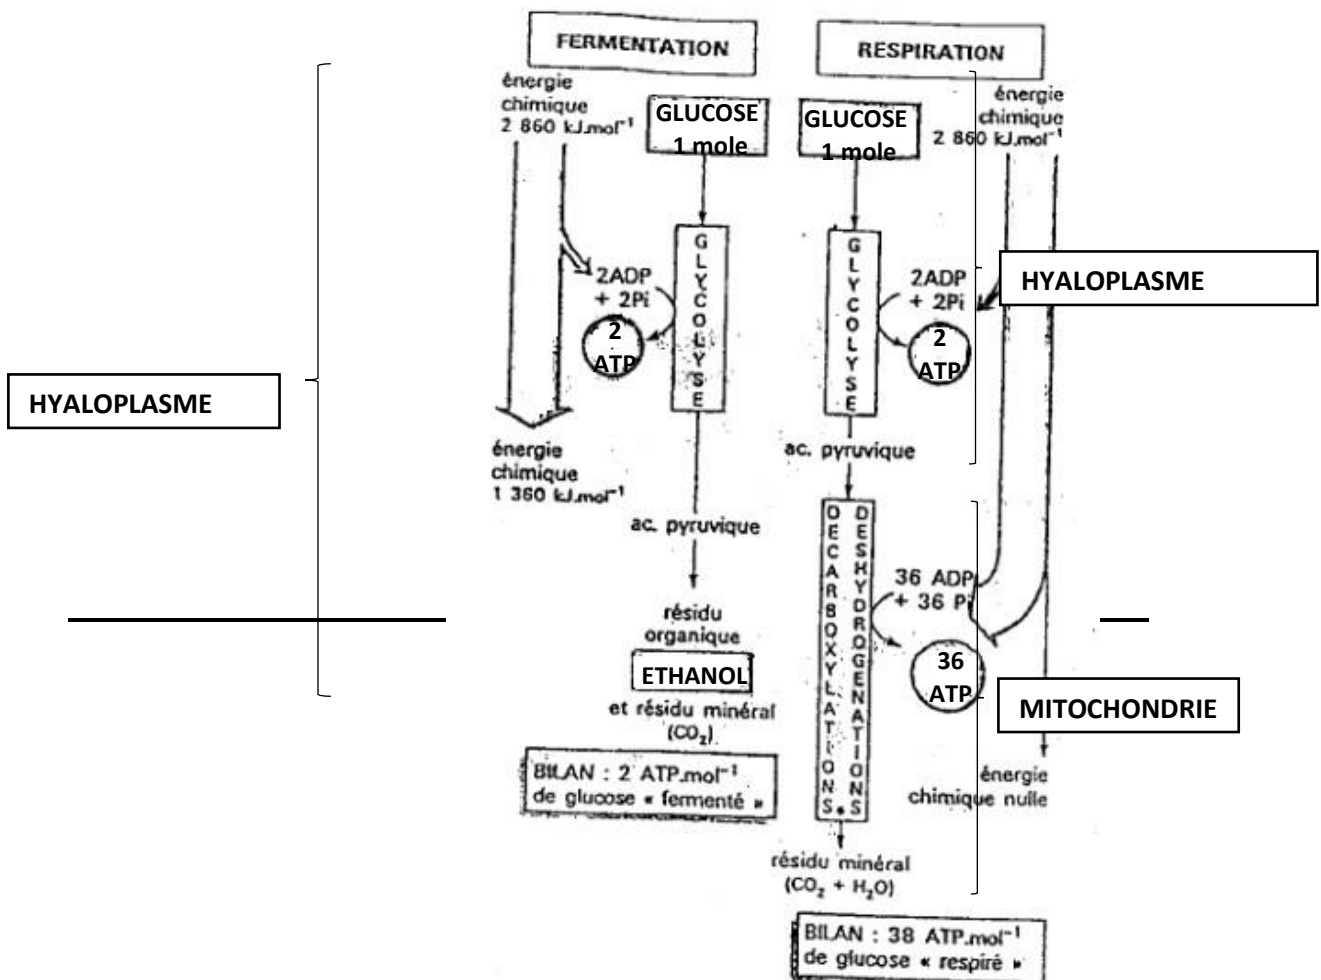 FERMENTATION
énergie
chimique
2 860 kJ.mol⁻¹
GLUCOSE
1 mole
GLYCOLYSE
2ADP
+ 2Pi
2
ATP
HYALOPLASME
énergie
chimique
1 360 kJ.mol⁻¹
ac. pyruvique
résidu
organique
ETHANOL
et résidu minéral
(CO₂)
BILAN : 2 ATP.mol⁻¹
de glucose « fermenté »
RESPIRATION
GLUCOSE
1 mole
énergie
chimique
2 860 kJ.mol⁻¹
GLYCOLYSE
2ADP
+ 2Pi
2
ATP
HYALOPLASME
ac. pyruvique
DECARBOXYLATIONS
DESHYDROGENATIONS
36 ADP
+ 36 Pi
36
ATP
MITOCHONDRIE
énergie
chimique nulle
résidu minéral
(CO₂ + H₂O)
BILAN : 38 ATP.mol⁻¹
de glucose « respiré »